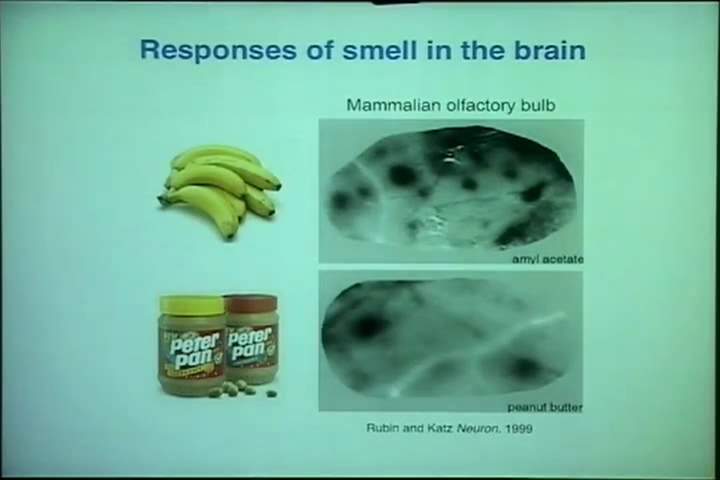 Responses of smell in the brain
Mammalian olfactory bulb
amyl acetate
Peter
pan
Peter
pan
peanut butter
Rubin and Katz Neuron, 1999